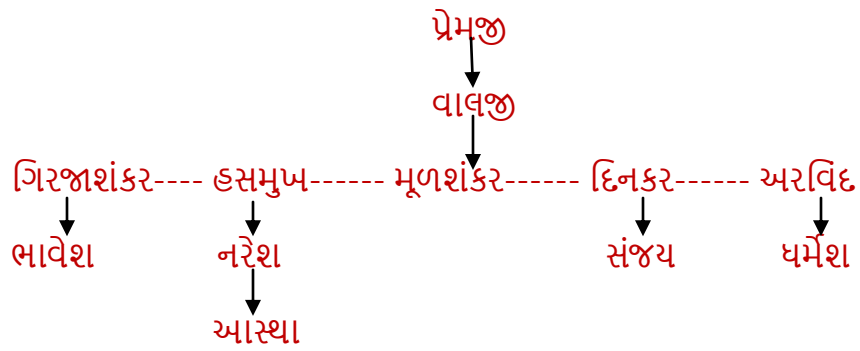 પ્રેમજી
વાલજી
ગિરજાશંકર---- હસમુખ------ મૂળશંકર------ દિનકર------ અરવિંદ
ભાવેશ નરેશ સંજય ધર્મેશ
આસ્થા